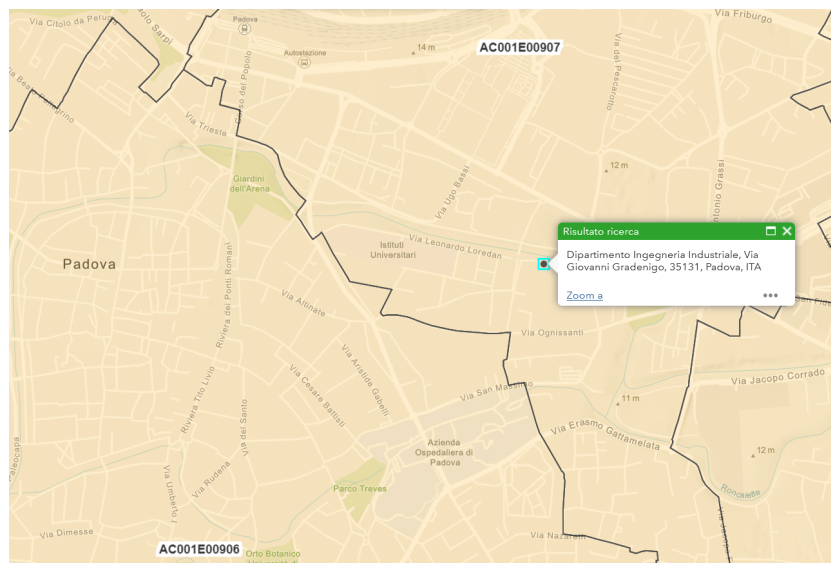 Via Citolo da Perug
Paolo Sarpi
Padova
Autostazione
14 m
AC001E00907
Via Friburgo
Via del Pescarotto
Via Beato Pellegrino
Corso del Popolo
Via Trieste
Giardini
dell'Arena
Via Ugo Bassi
12 m
Antonio Grassi
Istituti
Universitari
Via Leonardo Loredan
Risultato ricerca
Dipartimento Ingegneria Industriale, Via
Giovanni Gradenigo, 35131, Padova, ITA
Zoom a
Padova
Riviera dei Ponti Romani
Via Altinate
San Fide
Via Ognissanti
Via Aristide Gabelli
Via Cesare Battisti
Riviera Tito Livio
Via del Santo
Via San Massimo
11 m
Via Jacopo Corrado
Via Erasmo Gattamelata
Azienda
Ospedaliera di
Padova
12 m
Paleocapa
Via Rudena
Via Umberto I
Parco Treves
Roncaiette
Via Dimesse
AC001E00906
Orto Botanico
Via Nazareth